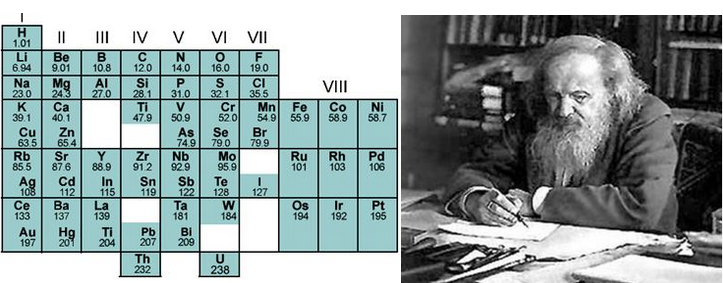 I
H
1.01
II III IV V VI VII
Li Be B C N O F
6.94 9.01 10.8 12.0 14.0 16.0 19.0
Na Mg Al Si P S Cl
23.0 24.3 27.0 28.1 31.0 32.1 35.5
VIII
K Ca Ti V Cr Mn Fe Co Ni
39.1 40.1 47.9 50.9 52.0 54.9 55.9 58.9 58.7
Cu Zn As Se Br
63.5 65.4 74.9 79.0 79.9
Rb Sr Y Zr Nb Mo Ru Rh Pd
85.5 87.6 88.9 91.2 92.9 95.9 101 103 106
Ag Cd In Sn Sb Te I
108 112 115 119 122 128 127
Ce Ba La Ta W Os Ir Pt
133 137 139 181 184 194 192 195
Au Hg Ti Pb Bi
197 201 204 207 209
Th U
232 238